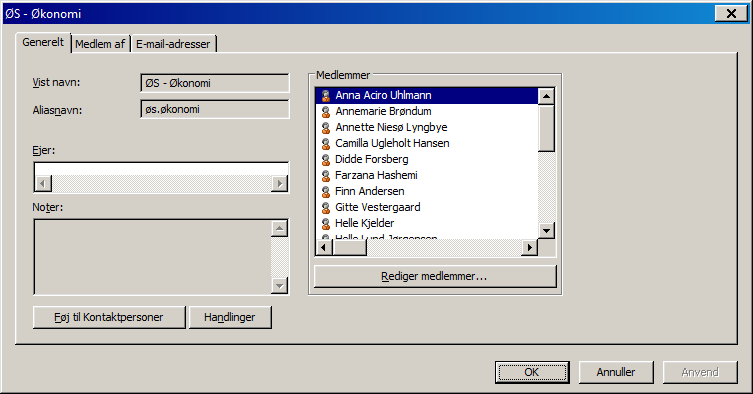 ØS - Økonomi
Generelt
Medlem af
E-mail-adresser
Vist navn:
ØS - Økonomi
Aliasnavn:
øs.økonomi
Ejer:
Noter:
Føj til Kontaktpersoner
Handlinger
Medlemmer
Anna Aciro Uhlmann
Annemarie Brøndum
Annette Niesø Lyngbye
Camilla Ugleholt Hansen
Didde Forsberg
Farzana Hashemi
Finn Andersen
Gitte Vestergaard
Helle Kjelder
Helle Lund Jørgensen
Rediger medlemmer...
OK
Annuller
Anvend